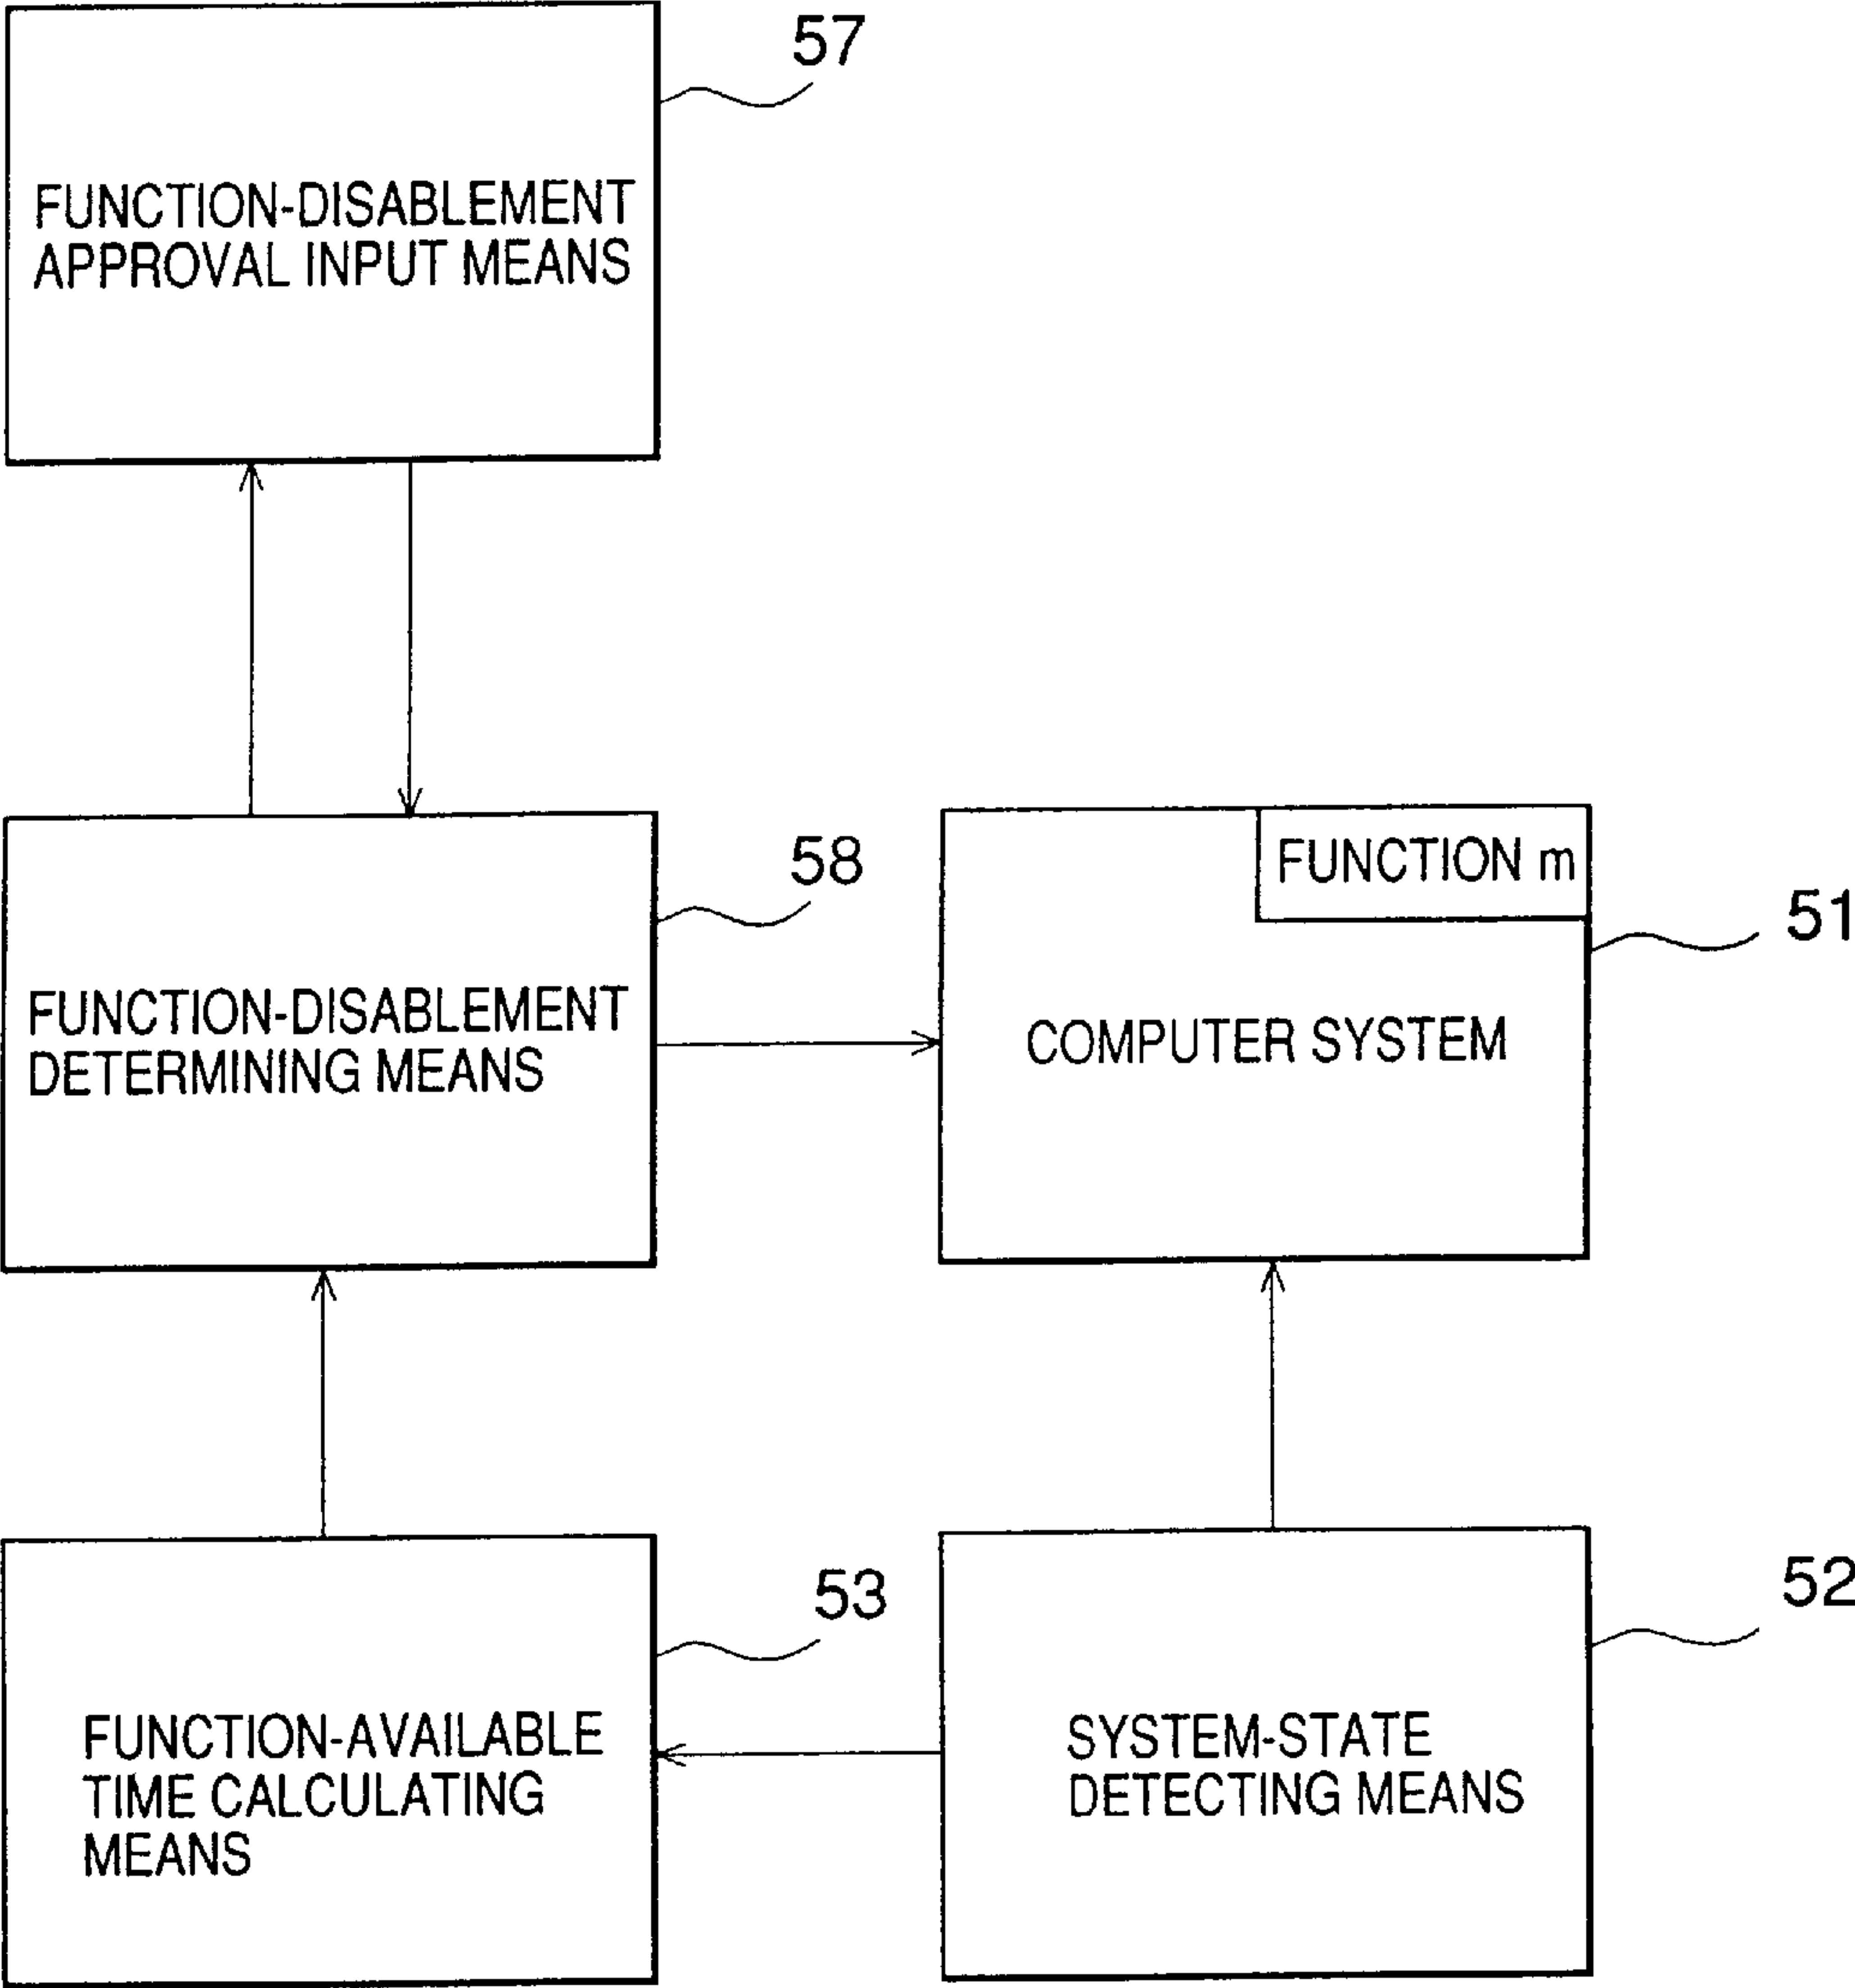 57
FUNCTION-DISABLEMENT
APPROVAL INPUT MEANS
58
FUNCTION-DISABLEMENT
DETERMINING MEANS
FUNCTION m
51
COMPUTER SYSTEM
53
FUNCTION-AVAILABLE
TIME CALCULATING
MEANS
52
SYSTEM-STATE
DETECTING MEANS